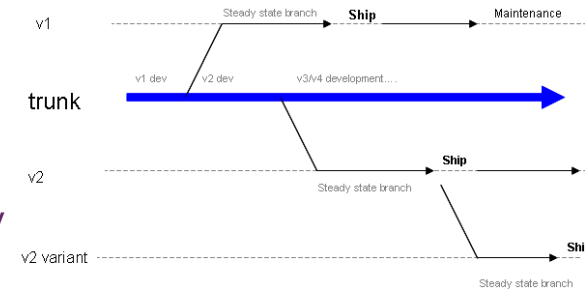 v1
Steady state branch
Ship
Maintenance
v1 dev
v2 dev
v3/v4 development....
trunk
v2
Steady state branch
Ship
v2 variant
Shi
Steady state branch